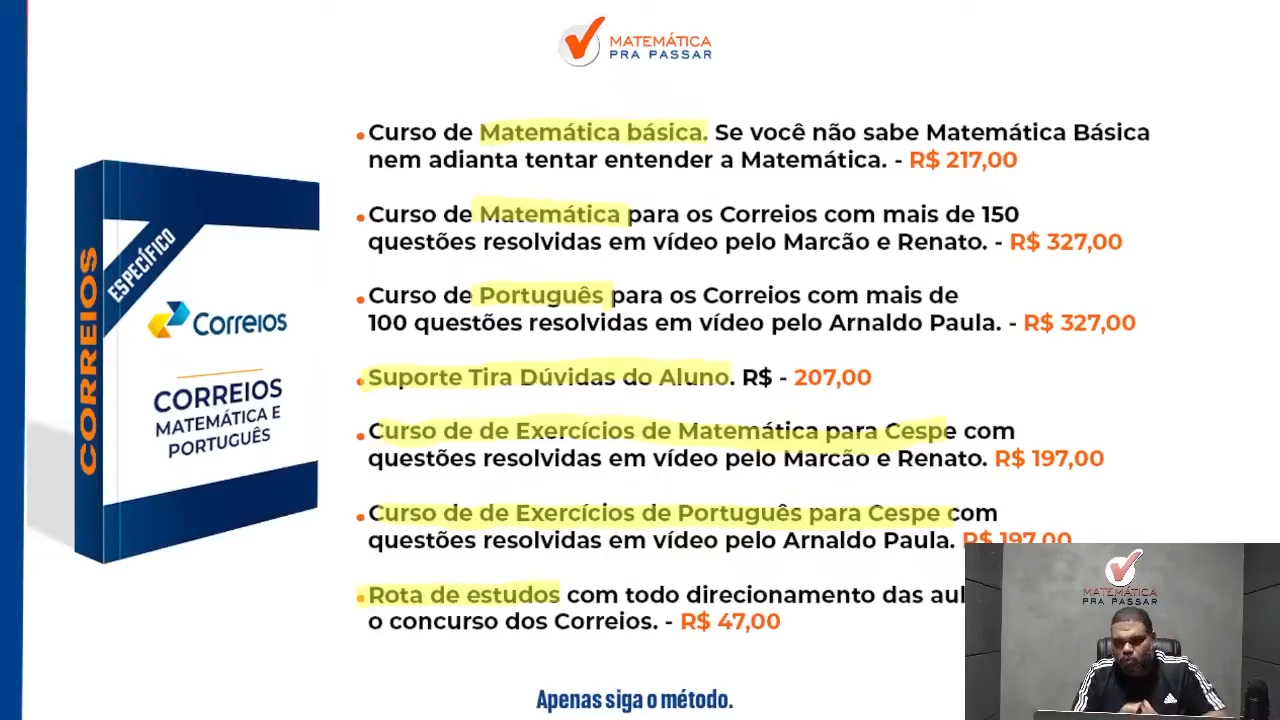 MATEMÁTICA
PRA PASSAR
•Curso de Matemática básica. Se você não sabe Matemática Básica
nem adianta tentar entender a Matemática. - R$ 217,00
•Curso de Matemática para os Correios com mais de 150
questões resolvidas em vídeo pelo Marcão e Renato. - R$ 327,00
•Curso de Português para os Correios com mais de
100 questões resolvidas em vídeo pelo Arnaldo Paula. - R$ 327,00
•Suporte Tira Dúvidas do Aluno. R$ - 207,00
•Curso de de Exercícios de Matemática para Cespe com
questões resolvidas em vídeo pelo Marcão e Renato. R$ 197,00
•Curso de de Exercícios de Português para Cespe com
questões resolvidas em vídeo pelo Arnaldo Paula. R$ 197,00
•Rota de estudos com todo direcionamento das aul
o concurso dos Correios. - R$ 47,00
Apenas siga o método.
CORREIOS
ESPECÍFICO
Correios
CORREIOS
MATEMÁTICA E
PORTUGUÊS
MATEMÁTICA
PRA PASSAR
adidas